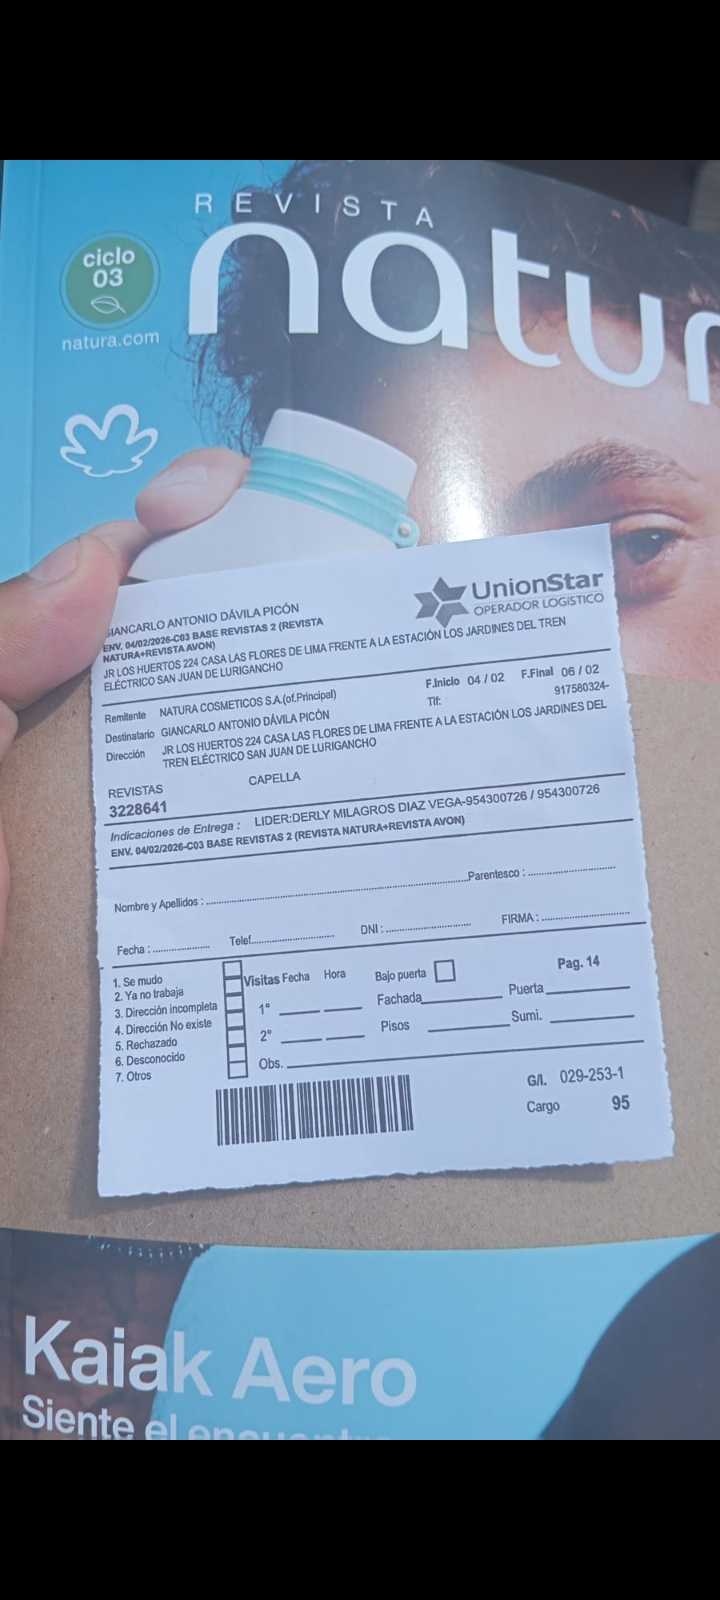 REVISTA
natur
ciclo
03
natura.com
UnionStar
OPERADOR LOGÍSTICO
GIANCARLO ANTONIO DÁVILA PICÓN
ENV. 04/02/2026-C03 BASE REVISTAS 2 (REVISTA
NATURA+REVISTA AVON)
JR LOS HUERTOS 224 CASA LAS FLORES DE LIMA FRENTE A LA ESTACIÓN LOS JARDINES DEL TREN
ELÉCTRICO SAN JUAN DE LURIGANCHO
Remitente NATURA COSMETICOS S.A.(of.Principal) F.Inicio 04 / 02 F.Final 06 / 02
Destinatario GIANCARLO ANTONIO DÁVILA PICÓN Tlf: 917580324-
Dirección JR LOS HUERTOS 224 CASA LAS FLORES DE LIMA FRENTE A LA ESTACIÓN LOS JARDINES DEL
TREN ELÉCTRICO SAN JUAN DE LURIGANCHO
REVISTAS CAPELLA
3228641
Indicaciones de Entrega : LIDER:DERLY MILAGROS DIAZ VEGA-954300726 / 954300726
ENV. 04/02/2026-C03 BASE REVISTAS 2 (REVISTA NATURA+REVISTA AVON)
Nombre y Apellidos : Parentesco :
Fecha : Telef. DNI : FIRMA :
1. Se mudo
2. Ya no trabaja
3. Dirección incompleta
4. Dirección No existe
5. Rechazado
6. Desconocido
7. Otros
Visitas Fecha Hora Bajo puerta Pag. 14
1° Fachada Puerta
2° Pisos Sumi.
Obs.
G/I. 029-253-1
Cargo 95
Kaiak Aero
Siente el